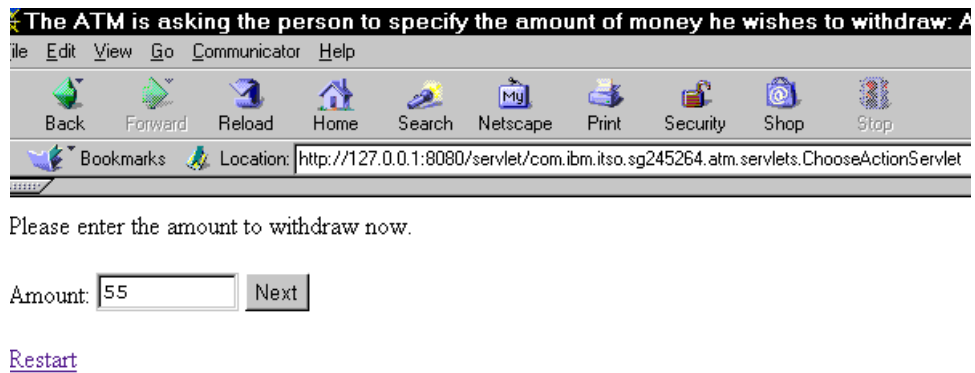 The ATM is asking the person to specify the amount of money he wishes to withdraw:
ile Edit View Go Communicator Help
Back Forward Reload Home Search Netscape Print Security Shop Stop
Bookmarks Location: http://127.0.0.1:8080/servlet/com.ibm.itso.sg245264.atm.servlets.ChooseActionServlet
Please enter the amount to withdraw now.
Amount: 55 Next
Restart